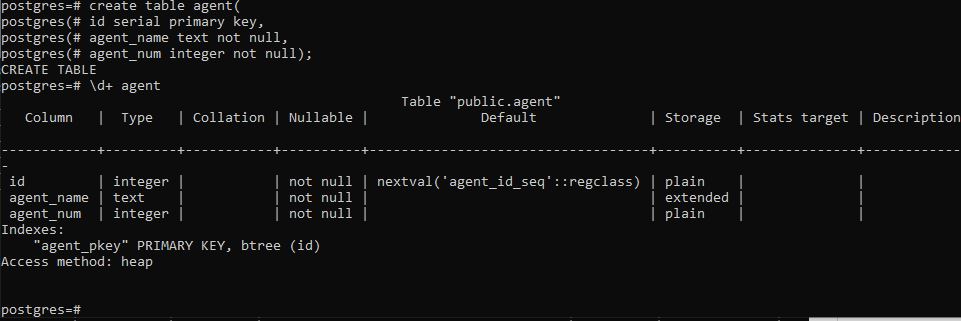 postgres=# create table agent(
postgres(# id serial primary key,
postgres(# agent_name text not null,
postgres(# agent_num integer not null);
CREATE TABLE
postgres=# \d+ agent
                                                  Table "public.agent"
   Column   |  Type   | Collation | Nullable |              Default              | Storage  | Stats target | Description
------------+---------+-----------+----------+-----------------------------------+----------+--------------+------------
-
 id         | integer |           | not null | nextval('agent_id_seq'::regclass) | plain    |              |
 agent_name | text    |           | not null |                                   | extended |              |
 agent_num  | integer |           | not null |                                   | plain    |              |
Indexes:
    "agent_pkey" PRIMARY KEY, btree (id)
Access method: heap
postgres=#